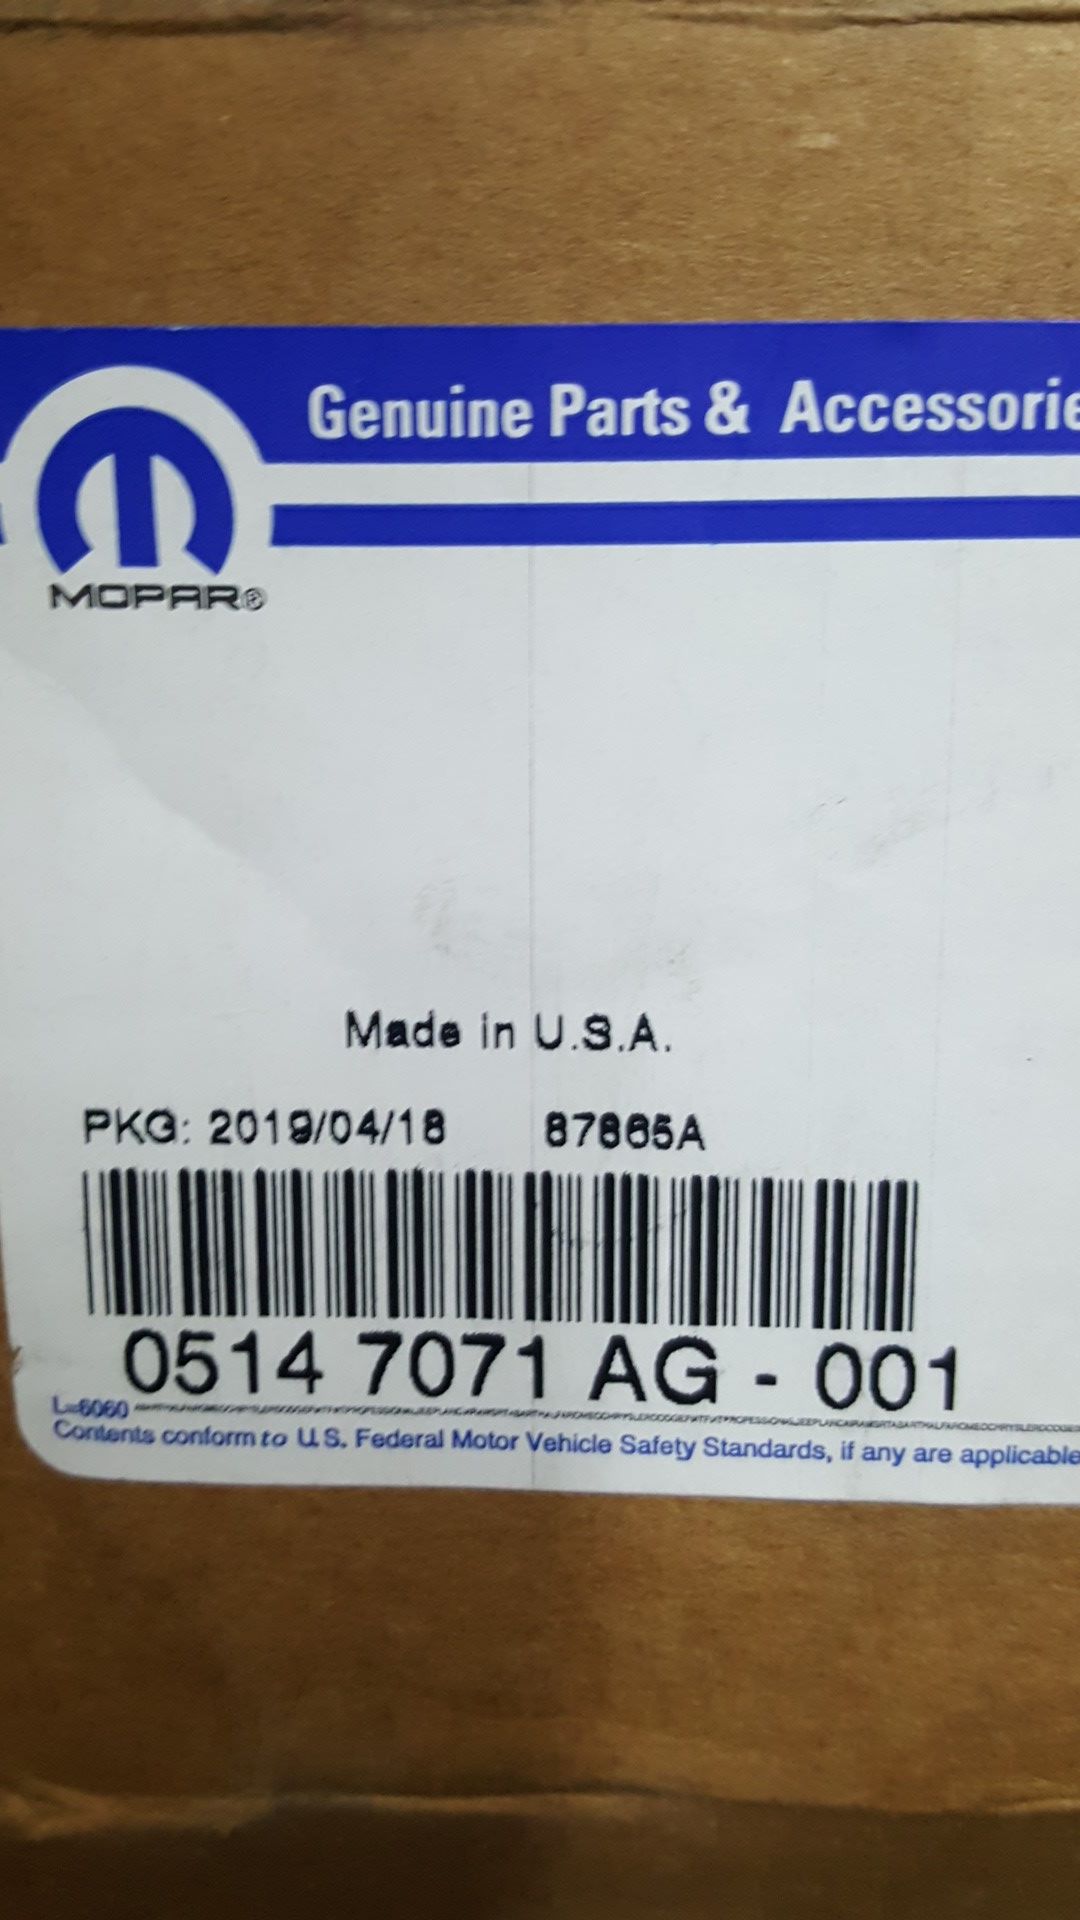 Genuine Parts & Accessorie
MOPAR®
Made in U.S.A.
PKG: 2019/04/18 87865A
0514 7071 AG - 001
L-6060
Contents conform to U.S. Federal Motor Vehicle Safety Standards, if any are applicable